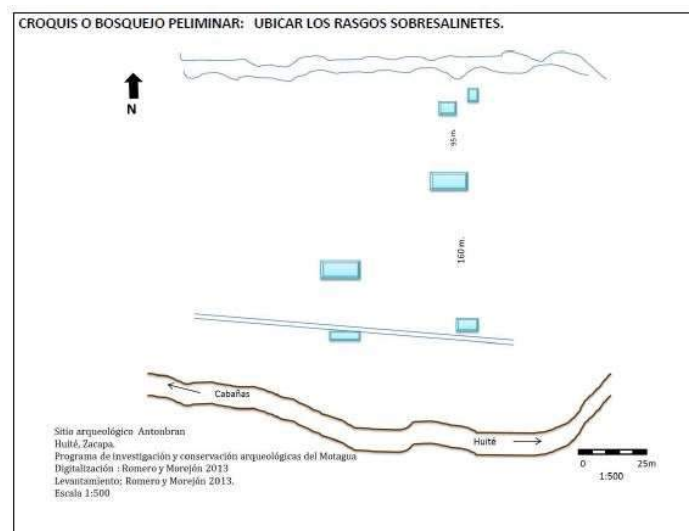 CROQUIS O BOSQUEJO PELIMINAR: UBICAR LOS RASGOS SOBRESALINETES.
N
95 m.
160 m.
Cabañas
Huité
Sitio arqueológico Antonbran
Huité, Zacapa.
Programa de investigación y conservación arqueológicas del Motagua
Digitalización : Romero y Morejón 2013
Levantamiento: Romero y Morejón 2013.
Escala 1:500
0 25m
1:500